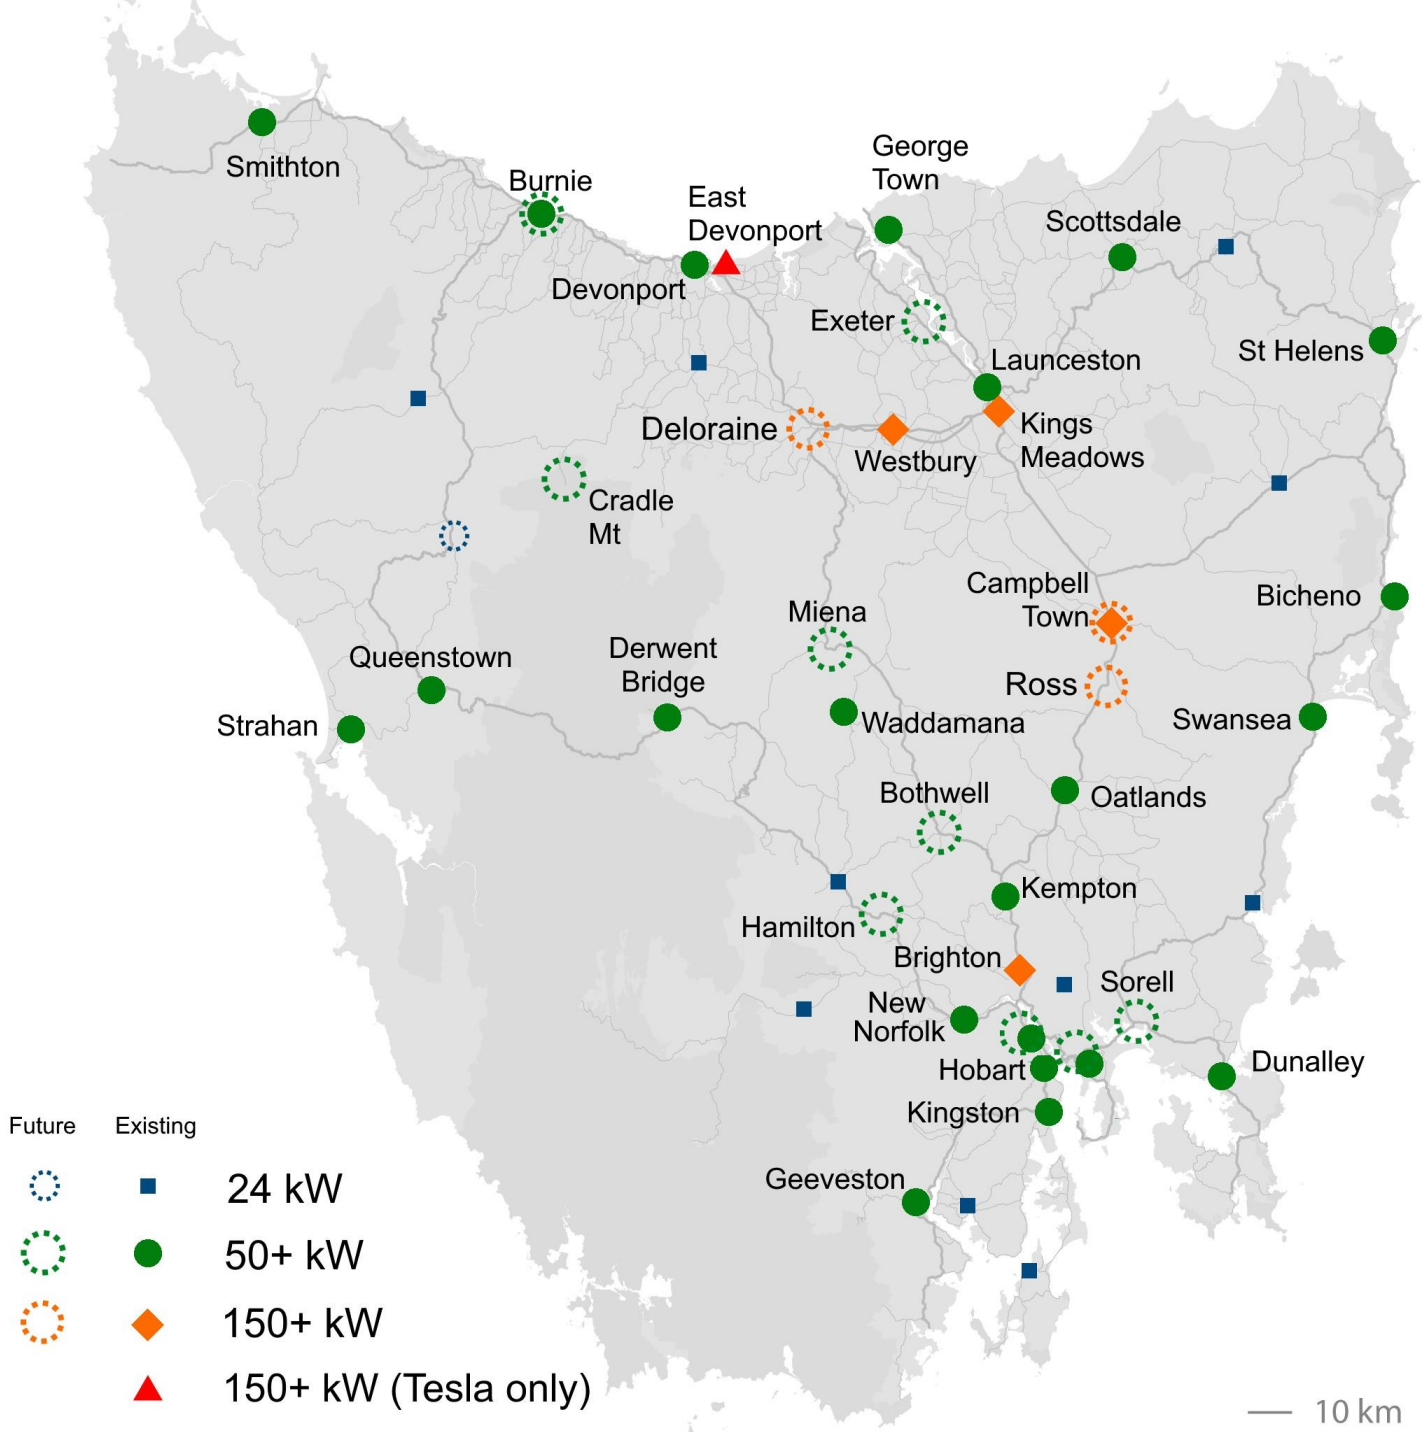 George
Town
Smithton
Burnie
East
Devonport
Scottsdale
Devonport
Exeter
St Helens
Launceston
Deloraine
Kings
Meadows
Westbury
Cradle
Mt
Campbell
Town
Bicheno
Miena
Derwent
Bridge
Queenstown
Ross
Strahan
Waddamana
Swansea
Bothwell
Oatlands
Kempton
Hamilton
Brighton
Sorell
New
Norfolk
Hobart
Dunalley
Kingston
Geeveston
Future Existing
24 kW
50+ kW
150+ kW
150+ kW (Tesla only)
10 km